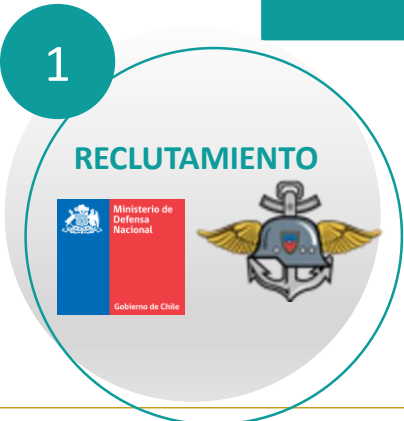 1
RECLUTAMIENTO
Ministerio de
Defensa
Nacional
Gobierno de Chile